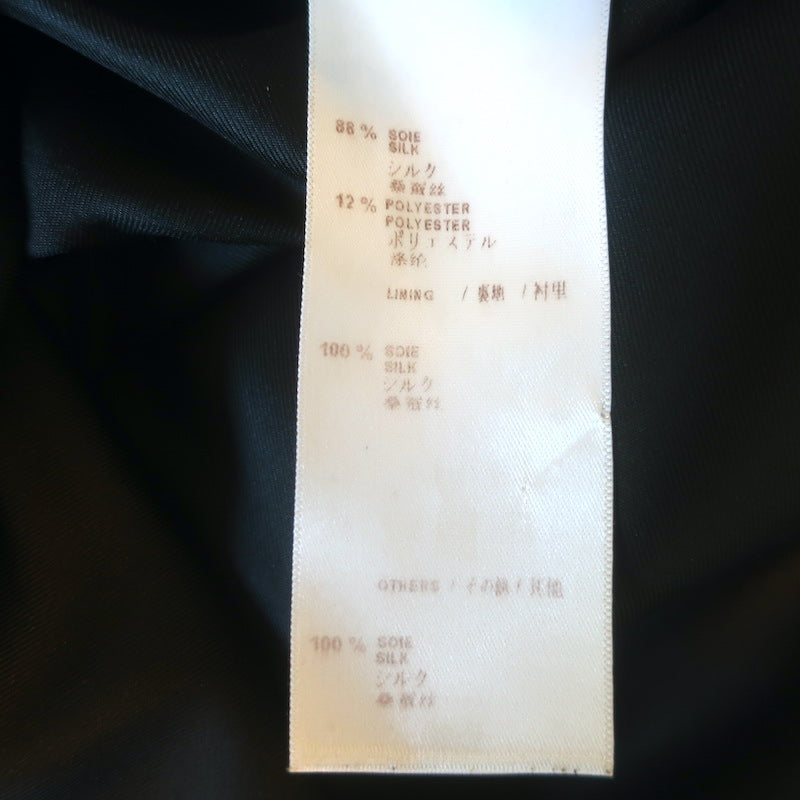 88 % SOIE
SILK
シルク
桑蚕丝
12 % POLYESTER
POLYESTER
ポリエステル
涤纶
LINING / 裏地 / 衬里
100 % SOIE
SILK
シルク
桑蚕丝
OTHERS / その他 / 其他
100 % SOIE
SILK
シルク
桑蚕丝